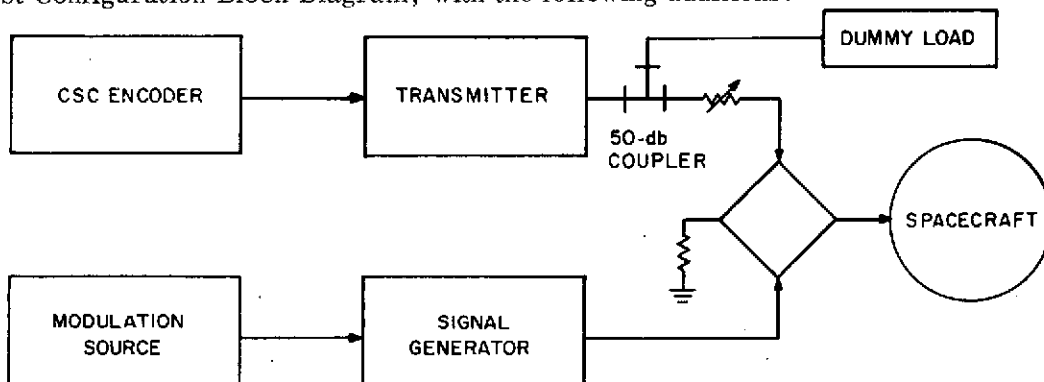 st Configuration Block Diagram, with the following additions:
DUMMY LOAD
CSC ENCODER
TRANSMITTER
50-db
COUPLER
SPACECRAFT
MODULATION
SOURCE
SIGNAL
GENERATOR